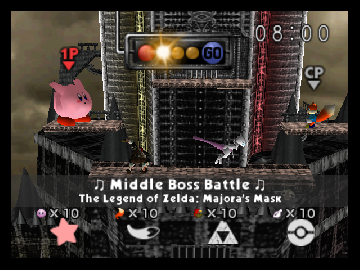 GO
08:00
1P
CP
♫ Middle Boss Battle ♫
The Legend of Zelda: Majora's Mask
X 10 X 10 X 10 X 10